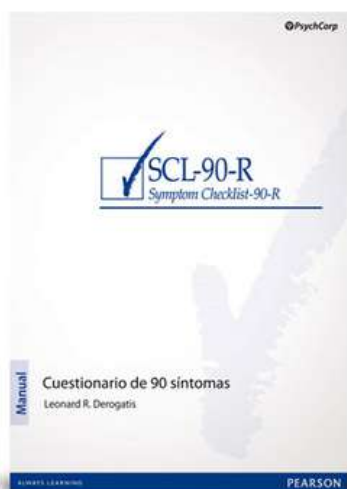 PsychCorp
SCL-90-R
Symptom Checklist-90-R
Manual
Cuestionario de 90 síntomas
Leonard R. Derogatis
ALWAYS LEARNING
PEARSON